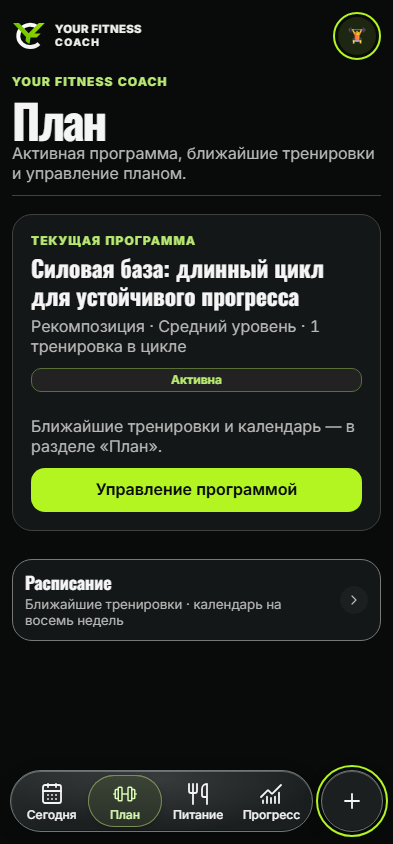 YOUR FITNESS
COACH
YOUR FITNESS COACH
План
Активная программа, ближайшие тренировки
и управление планом.
ТЕКУЩАЯ ПРОГРАММА
Силовая база: длинный цикл
для устойчивого прогресса
Рекомпозиция · Средний уровень · 1
тренировка в цикле
Активна
Ближайшие тренировки и календарь — в
разделе «План».
Управление программой
Расписание
Ближайшие тренировки · календарь на
восемь недель
Сегодня
План
Питание
Прогресс